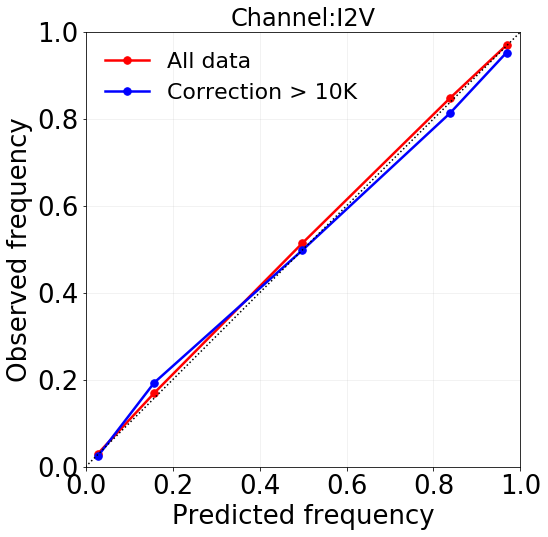 Channel:I2V
All data
Correction > 10K
1.0
0.8
0.6
0.4
0.2
0.0
0.0 0.2 0.4 0.6 0.8 1.0
Observed frequency
Predicted frequency